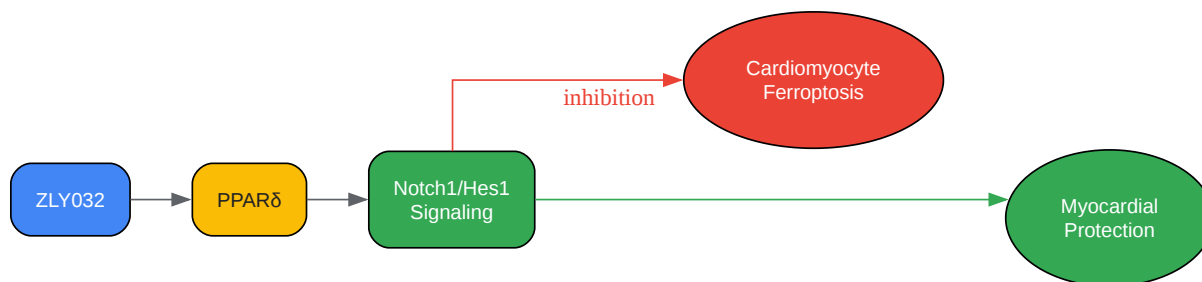 ZLY032
PPARδ
Notch1/Hes1
Signaling
inhibition
Cardiomyocyte
Ferroptosis
Myocardial
Protection